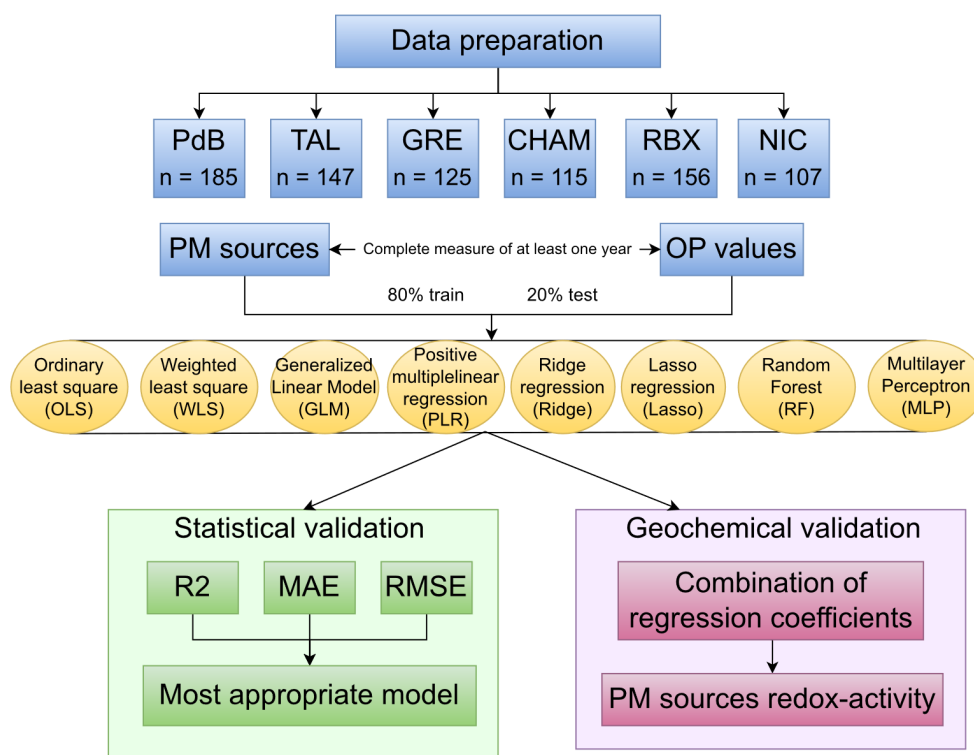 Data preparation
PdB
n = 185
TAL
n = 147
GRE
n = 125
CHAM
n = 115
RBX
n = 156
NIC
n = 107
PM sources
Complete measure of at least one year
OP values
80% train
20% test
Ordinary
least square
(OLS)
Weighted
least square
(WLS)
Generalized
Linear Model
(GLM)
Positive
multiplelinear
regression
(PLR)
Ridge
regression
(Ridge)
Lasso
regression
(Lasso)
Random
Forest
(RF)
Multilayer
Perceptron
(MLP)
Statistical validation
R2
MAE
RMSE
Most appropriate model
Geochemical validation
Combination of
regression coefficients
PM sources redox-activity